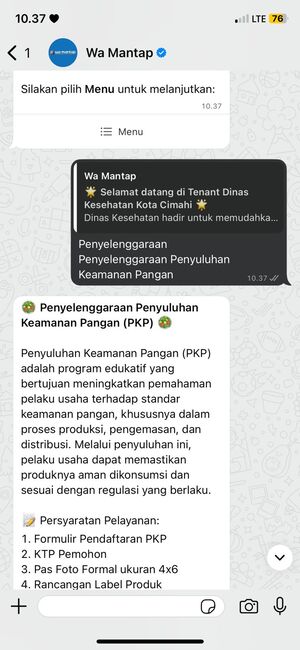 10.37
LTE 76
1
Wa Mantap
Silakan pilih Menu untuk melanjutkan:
10.37
Menu
Wa Mantap
🌟 Selamat datang di Tenant Dinas
Kesehatan Kota Cimahi 🌟
Dinas Kesehatan hadir untuk memudahka...
Penyelenggaraan
Penyelenggaraan Penyuluhan
Keamanan Pangan
10.37
Penyelenggaraan Penyuluhan
Keamanan Pangan (PKP)
Penyuluhan Keamanan Pangan (PKP)
adalah program edukatif yang
bertujuan meningkatkan pemahaman
pelaku usaha terhadap standar
keamanan pangan, khususnya dalam
proses produksi, pengemasan, dan
distribusi. Melalui penyuluhan ini,
pelaku usaha dapat memastikan
produknya aman dikonsumsi dan
sesuai dengan regulasi yang berlaku.
📝 Persyaratan Pelayanan:
1. Formulir Pendaftaran PKP
2. KTP Pemohon
3. Pas Foto Formal ukuran 4x6
4. Rancangan Label Produk